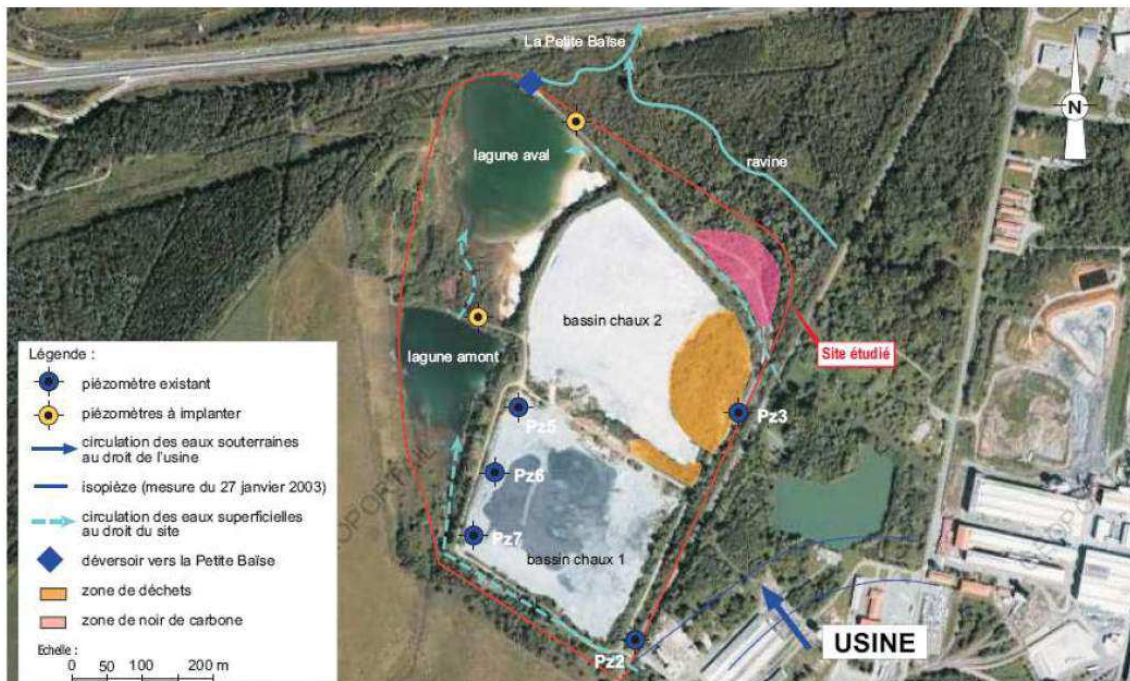 La Petite Baïse
N
lagune aval
ravine
bassin chaux 2
Site étudié
lagune amont
Pz5
Pz3
Pz6
Pz7
bassin chaux 1
Pz2
USINE
Légende :
piézomètre existant
piézomètres à implanter
circulation des eaux souterraines
au droit de l'usine
isopièze (mesure du 27 janvier 2003)
circulation des eaux superficielles
au droit du site
déversoir vers la Petite Baïse
zone de déchets
zone de noir de carbone
Echelle :
0 50 100 200 m